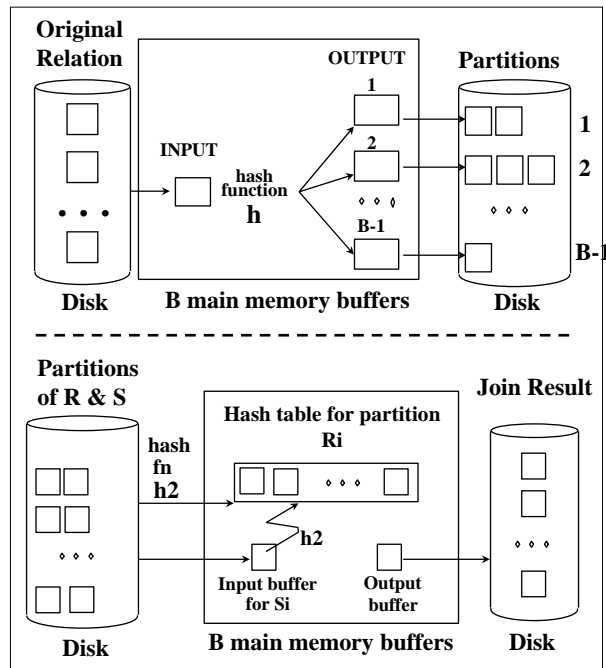 Original
Relation
OUTPUT
Partitions
1
1
INPUT
2
2
hash
function
h
B-1
B-1
Disk
B main memory buffers
Disk
Partitions
of R & S
Join Result
Hash table for partition
Ri
hash
fn
h2
h2
Input buffer
for Si
Output
buffer
Disk
B main memory buffers
Disk